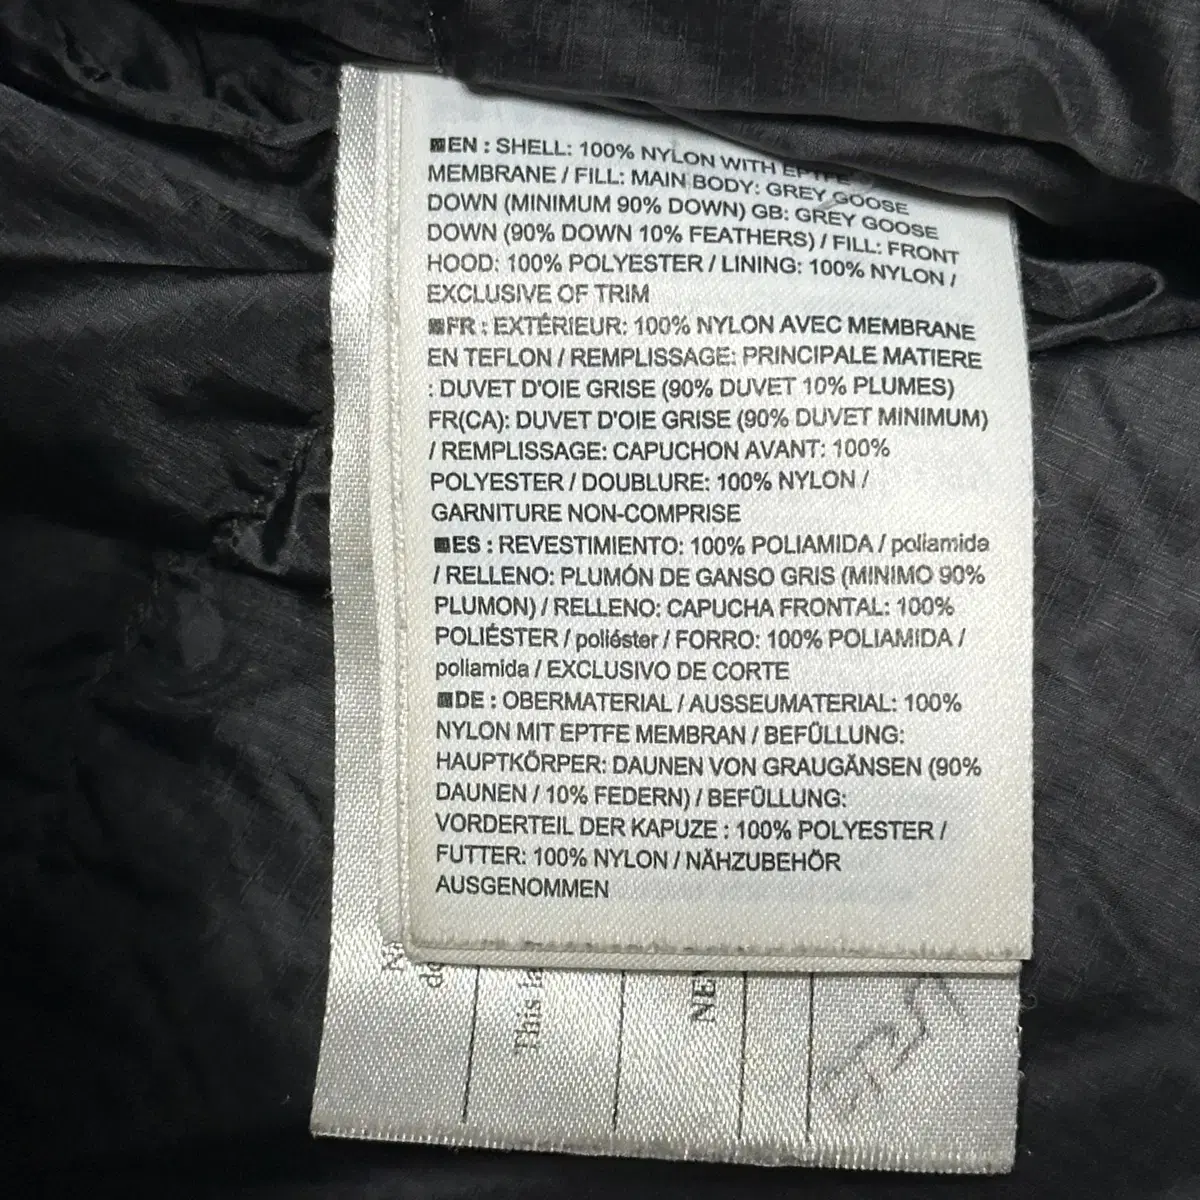 EN : SHELL: 100% NYLON WITH EPTFE
MEMBRANE / FILL: MAIN BODY: GREY GOOSE
DOWN (MINIMUM 90% DOWN) GB: GREY GOOSE
DOWN (90% DOWN 10% FEATHERS) / FILL: FRONT
HOOD: 100% POLYESTER / LINING: 100% NYLON /
EXCLUSIVE OF TRIM
FR : EXTÉRIEUR: 100% NYLON AVEC MEMBRANE
EN TEFLON / REMPLISSAGE: PRINCIPALE MATIERE
: DUVET D'OIE GRISE (90% DUVET 10% PLUMES)
FR(CA): DUVET D'OIE GRISE (90% DUVET MINIMUM)
/ REMPLISSAGE: CAPUCHON AVANT: 100%
POLYESTER / DOUBLURE: 100% NYLON /
GARNITURE NON-COMPRISE
ES : REVESTIMIENTO: 100% POLIAMIDA / poliamida
/ RELLENO: PLUMÓN DE GANSO GRIS (MINIMO 90%
PLUMON) / RELLENO: CAPUCHA FRONTAL: 100%
POLIÉSTER / poliéster / FORRO: 100% POLIAMIDA /
poliamida / EXCLUSIVO DE CORTE
DE : OBERMATERIAL / AUSSEUMATERIAL: 100%
NYLON MIT EPTFE MEMBRAN / BEFÜLLUNG:
HAUPTKÖRPER: DAUNEN VON GRAUGÄNSEN (90%
DAUNEN / 10% FEDERN) / BEFÜLLUNG:
VORDERTEIL DER KAPUZE : 100% POLYESTER /
FUTTER: 100% NYLON / NÄHZUBEHÖR
AUSGENOMMEN
This